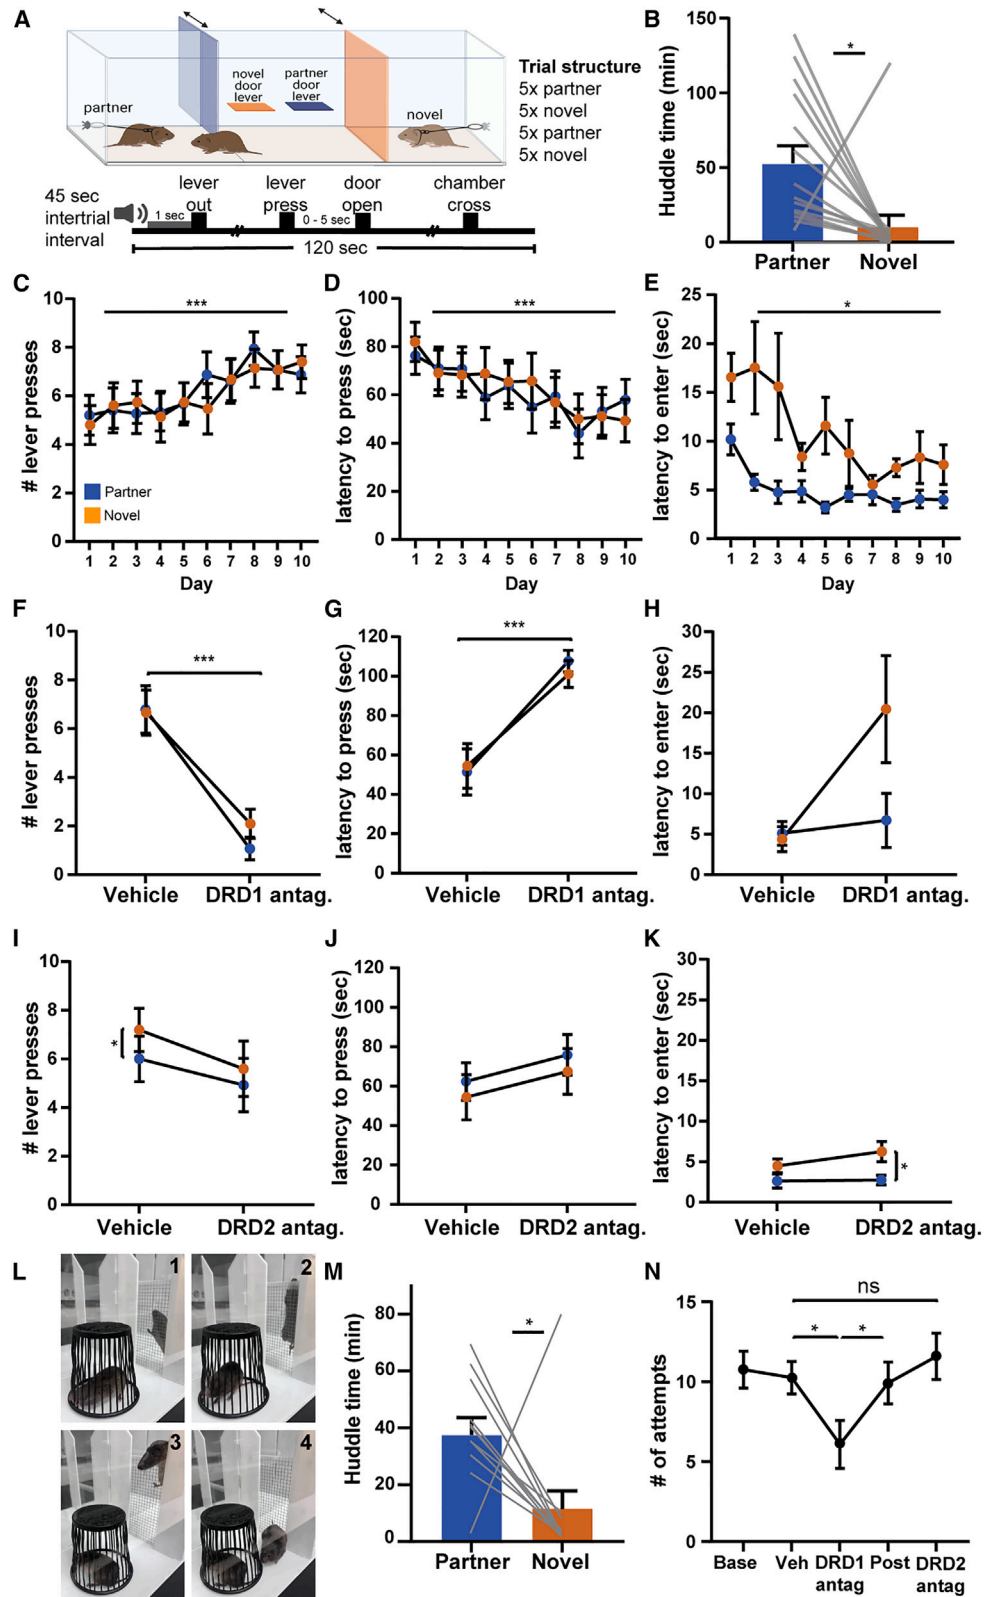 A
partner
novel
door
lever
partner
door
lever
novel
Trial structure
5x partner
5x novel
5x partner
5x novel
45 sec
intertrial
interval
1 sec
lever
out
lever
press
0 - 5 sec
door
open
chamber
cross
120 sec
B
Huddle time (min)
150
100
50
0
*
Partner
Novel
C
# lever presses
10
8
6
4
2
0
***
Partner
Novel
1 2 3 4 5 6 7 8 9 10
Day
D
latency to press (sec)
100
80
60
40
20
0
***
1 2 3 4 5 6 7 8 9 10
Day
E
latency to enter (sec)
25
20
15
10
5
0
*
1 2 3 4 5 6 7 8 9 10
Day
F
# lever presses
10
8
6
4
2
0
***
Vehicle
DRD1 antag.
G
latency to press (sec)
120
100
80
60
40
20
0
***
Vehicle
DRD1 antag.
H
latency to enter (sec)
30
25
20
15
10
5
0
Vehicle
DRD1 antag.
I
# lever presses
10
8
6
4
2
0
*
Vehicle
DRD2 antag.
J
latency to press (sec)
120
100
80
60
40
20
0
Vehicle
DRD2 antag.
K
latency to enter (sec)
30
25
20
15
10
5
0
*
Vehicle
DRD2 antag.
L
1
2
3
4
M
Huddle time (min)
80
60
40
20
0
*
Partner
Novel
N
# of attempts
15
10
5
0
ns
*
*
Base
Veh
DRD1
antag
Post
DRD2
antag